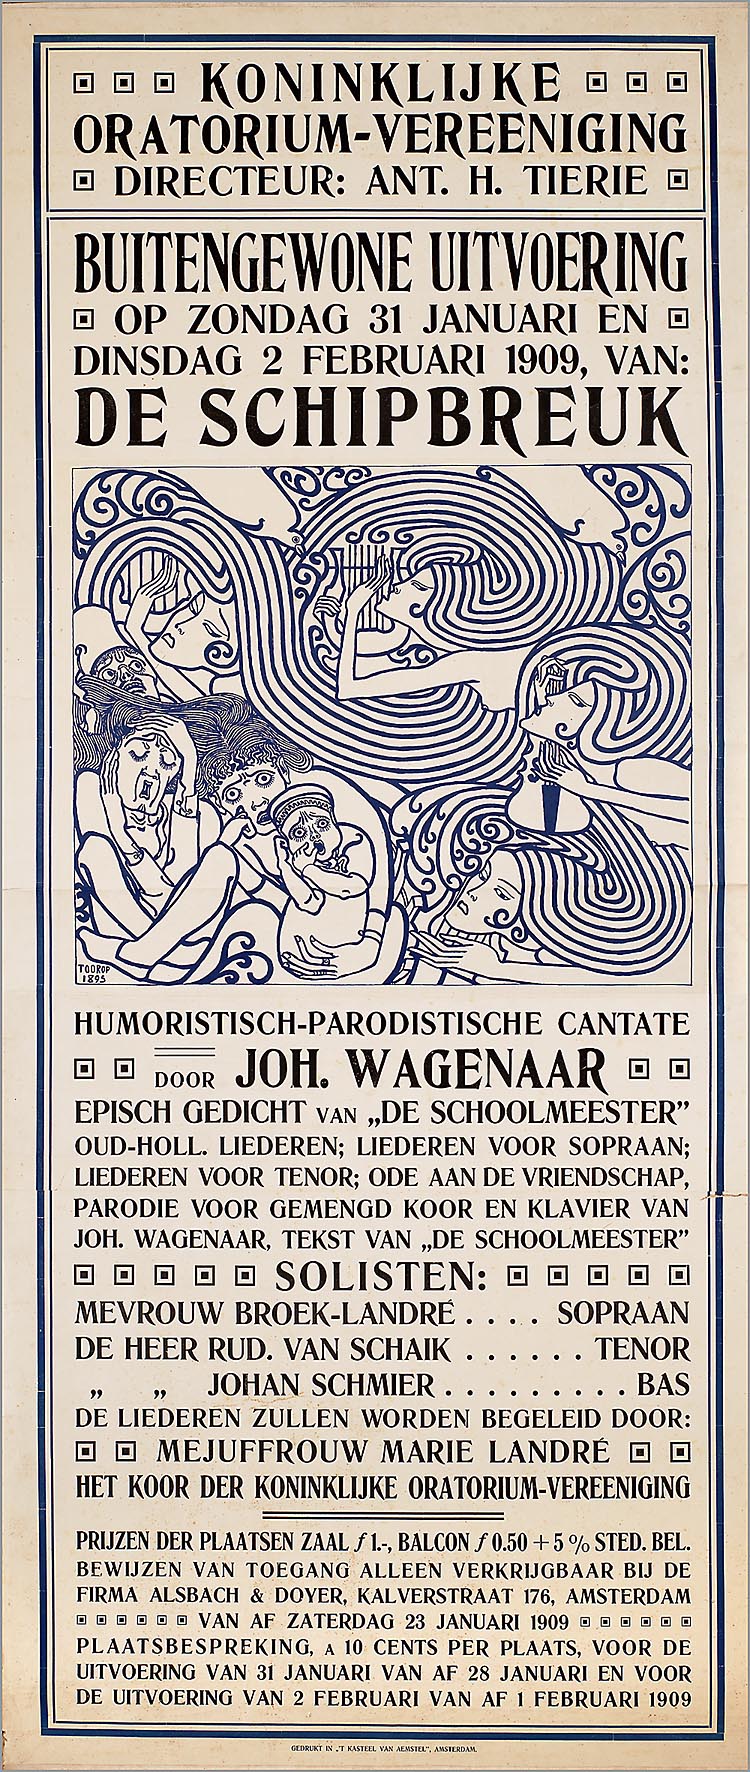 KONINKLIJKE
ORATORIUM-VEREENIGING
DIRECTEUR: ANT. H. TIERIE
BUITENGEWONE UITVOERING
OP ZONDAG 31 JANUARI EN
DINSDAG 2 FEBRUARI 1909, VAN:
DE SCHIPBREUK
TOOROP
1895
HUMORISTISCH-PARODISTISCHE CANTATE
DOOR JOH. WAGENAAR
EPISCH GEDICHT VAN „DE SCHOOLMEESTER”
OUD-HOLL. LIEDEREN; LIEDEREN VOOR SOPRAAN;
LIEDEREN VOOR TENOR; ODE AAN DE VRIENDSCHAP,
PARODIE VOOR GEMENGD KOOR EN KLAVIER VAN
JOH. WAGENAAR, TEKST VAN „DE SCHOOLMEESTER”
SOLISTEN:
MEVROUW BROEK-LANDRÉ . . . . SOPRAAN
DE HEER RUD. VAN SCHAIK . . . . . . TENOR
„ „ JOHAN SCHMIER . . . . . . . . . BAS
DE LIEDEREN ZULLEN WORDEN BEGELEID DOOR:
MEJUFFROUW MARIE LANDRÉ
HET KOOR DER KONINKLIJKE ORATORIUM-VEREENIGING
PRIJZEN DER PLAATSEN ZAAL ƒ 1.-, BALCON ƒ 0.50 + 5 % STED. BEL.
BEWIJZEN VAN TOEGANG ALLEEN VERKRIJGBAAR BIJ DE
FIRMA ALSBACH & DOYER, KALVERSTRAAT 176, AMSTERDAM
VAN AF ZATERDAG 23 JANUARI 1909
PLAATSBESPREKING, A 10 CENTS PER PLAATS, VOOR DE
UITVOERING VAN 31 JANUARI VAN AF 28 JANUARI EN VOOR
DE UITVOERING VAN 2 FEBRUARI VAN AF 1 FEBRUARI 1909
GEDRUKT IN „'T KASTEEL VAN AEMSTEL”, AMSTERDAM.